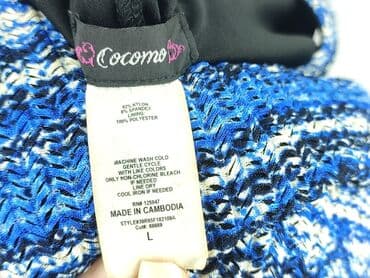 Cocomo
92% NYLON
8% SPANDEX
LINING
100% POLYESTER
MACHINE WASH COLD
GENTLE CYCLE
WITH LIKE COLORS
ONLY NON-CHLORINE BLEACH
IF NEEDED
LINE DRY
COOL IRON IF NEEDED
RN# 125947
MADE IN CAMBODIA
L